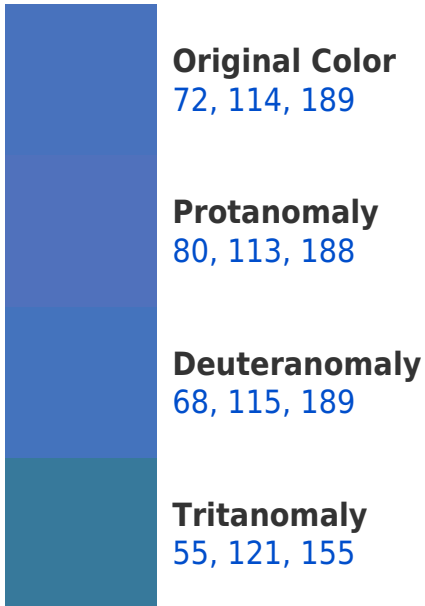 Original Color
72, 114, 189
Protanomaly
80, 113, 188
Deuteranomaly
68, 115, 189
Tritanomaly
55, 121, 155